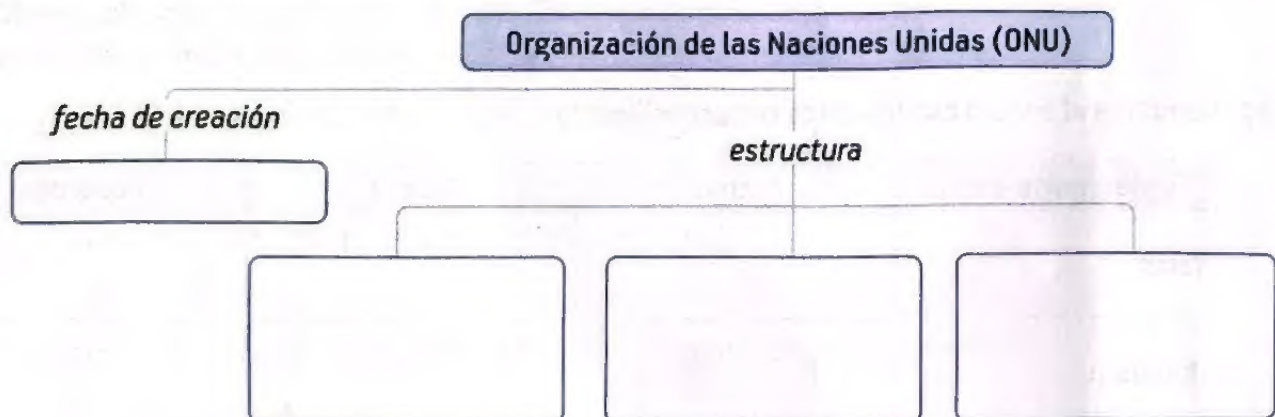 Organización de las Naciones Unidas (ONU)
fecha de creación
estructura